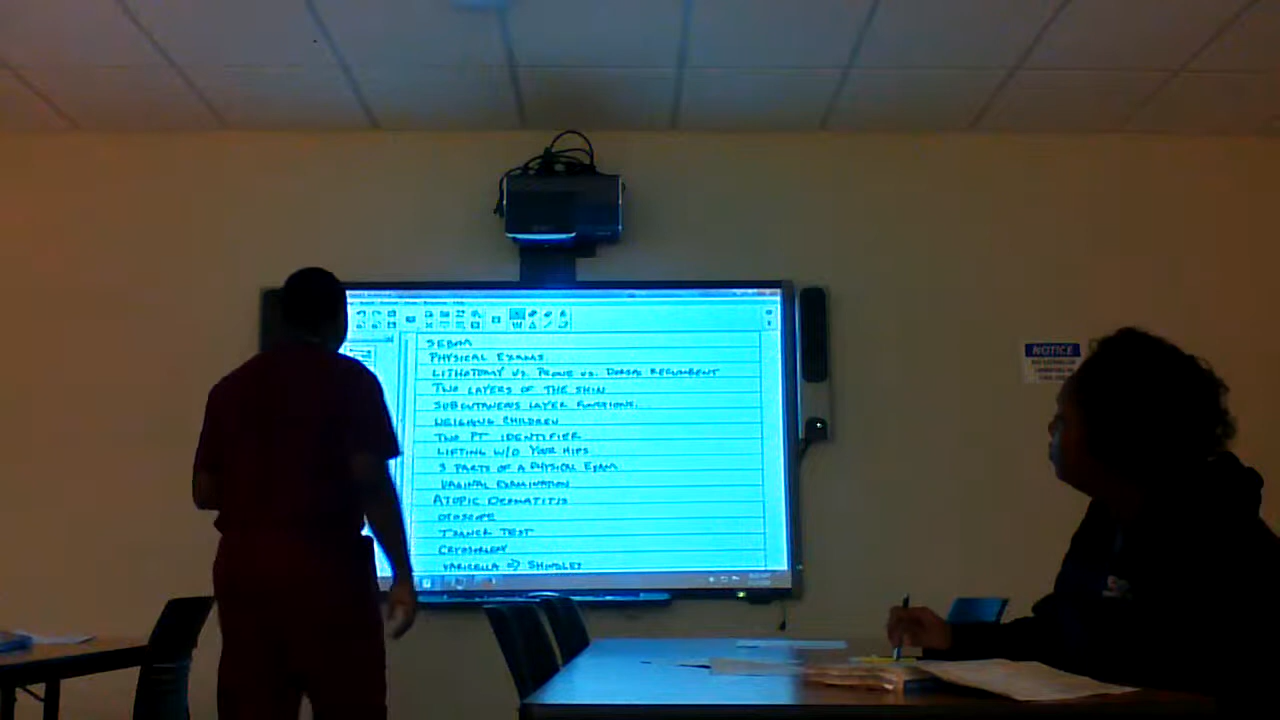 SEBUM
PHYSICAL EXAMS.
LITHOTOMY VS. PRONE VS. DORSAL RECUMBENT
TWO LAYERS OF THE SKIN
SUBCUTANEOUS LAYER FUNCTIONS.
WEIGHING CHILDREN
TWO PT IDENTIFIER
LIFTING W/O YOUR HIPS
3 PARTS OF A PHYSICAL EXAM
VAGINAL EXAMINATION
ATOPIC DERMATITIS
OTOSCOPE
TZANCK TEST
CRYOSURGERY
VARICELLA => SHINGLES
NOTICE